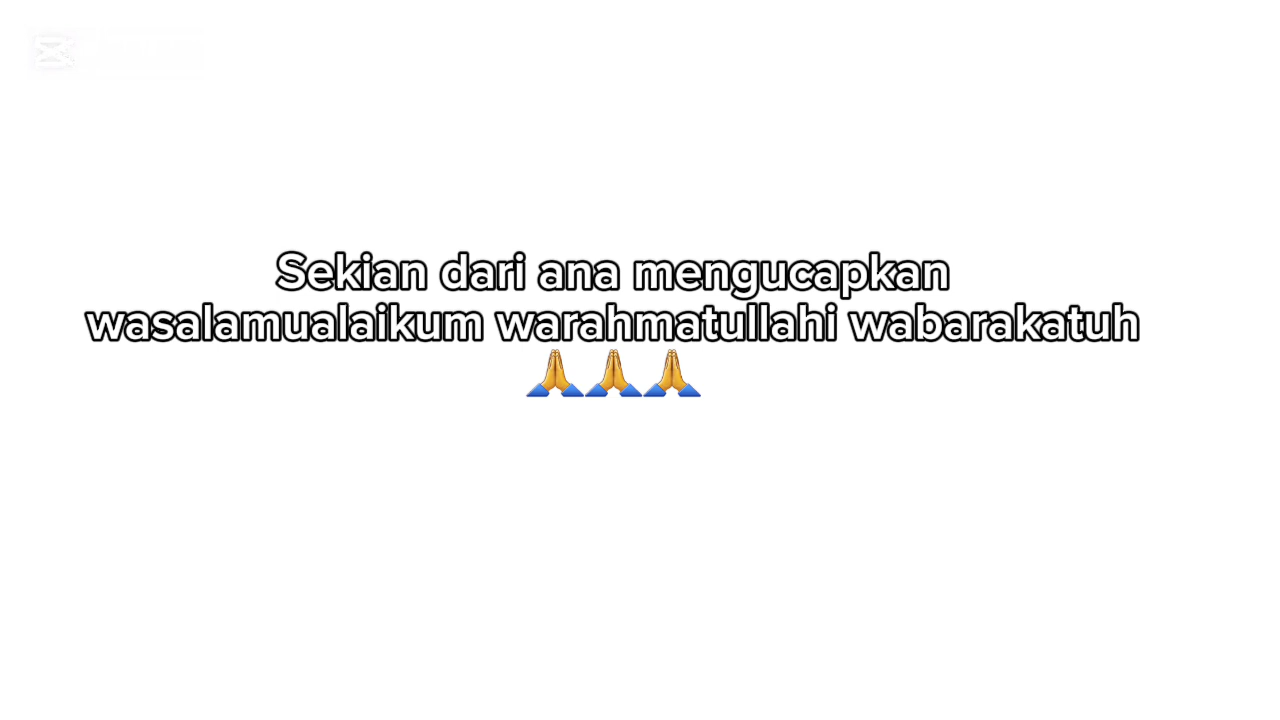 Sekian dari ana mengucapkan
wasalamualaikum warahmatullahi wabarakatuh
🙏🙏🙏